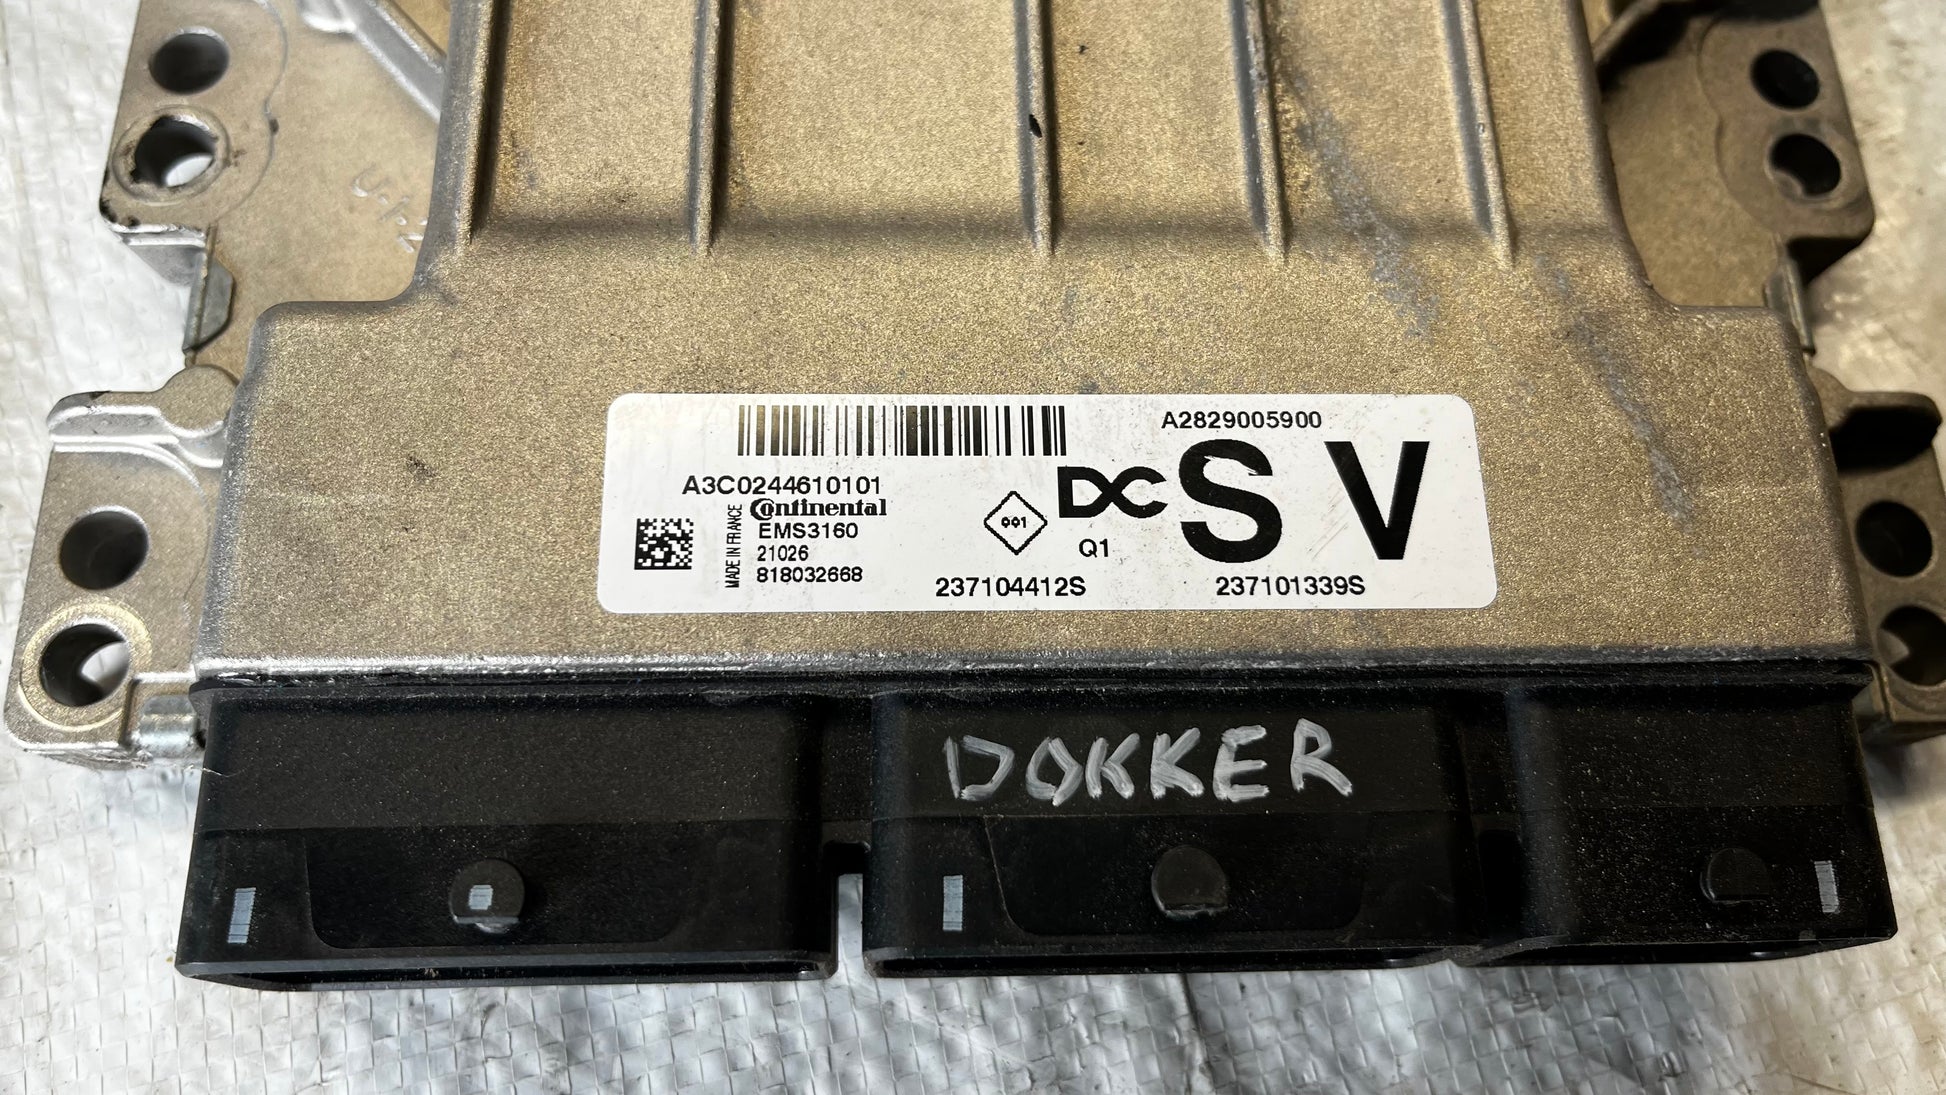 A2829005900
A3C0244610101
Continental
EMS3160
21026
818032668
MADE IN FRANCE
DC
Q1
S V
237104412S
237101339S
DOKKER